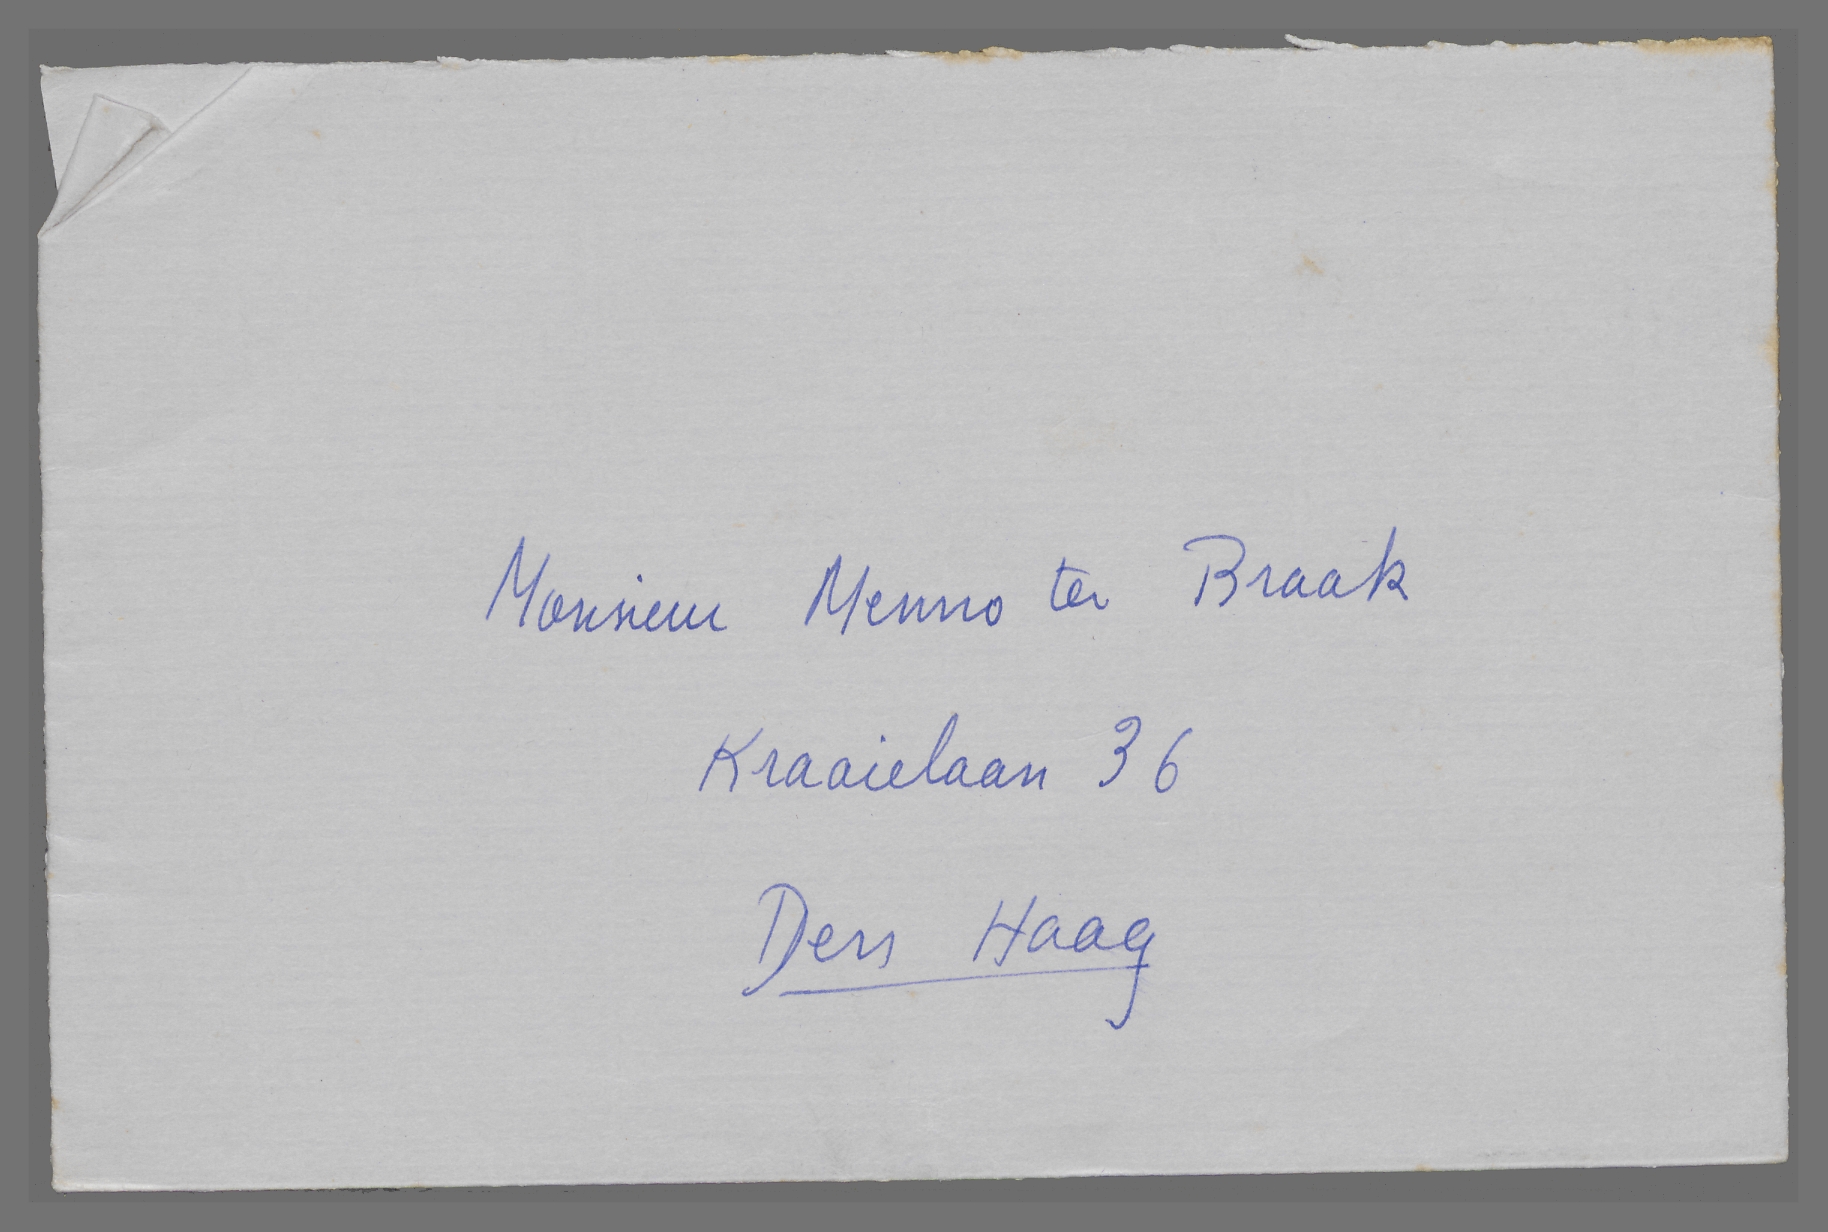 Monsieur Menno ter Braak
Kraaielaan 36
Den Haag